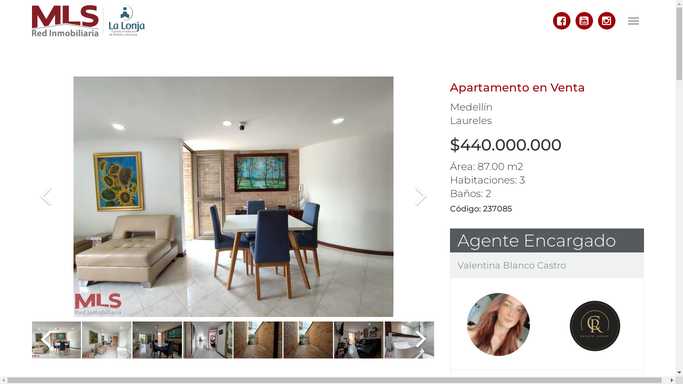 MLS
Red Inmobiliaria
La Lonja
Apartamento en Venta
Medellín
Laureles
$440.000.000
Área: 87.00 m2
Habitaciones: 3
Baños: 2
Código: 237085
Agente Encargado
Valentina Blanco Castro
MLS
Red Inmobiliaria